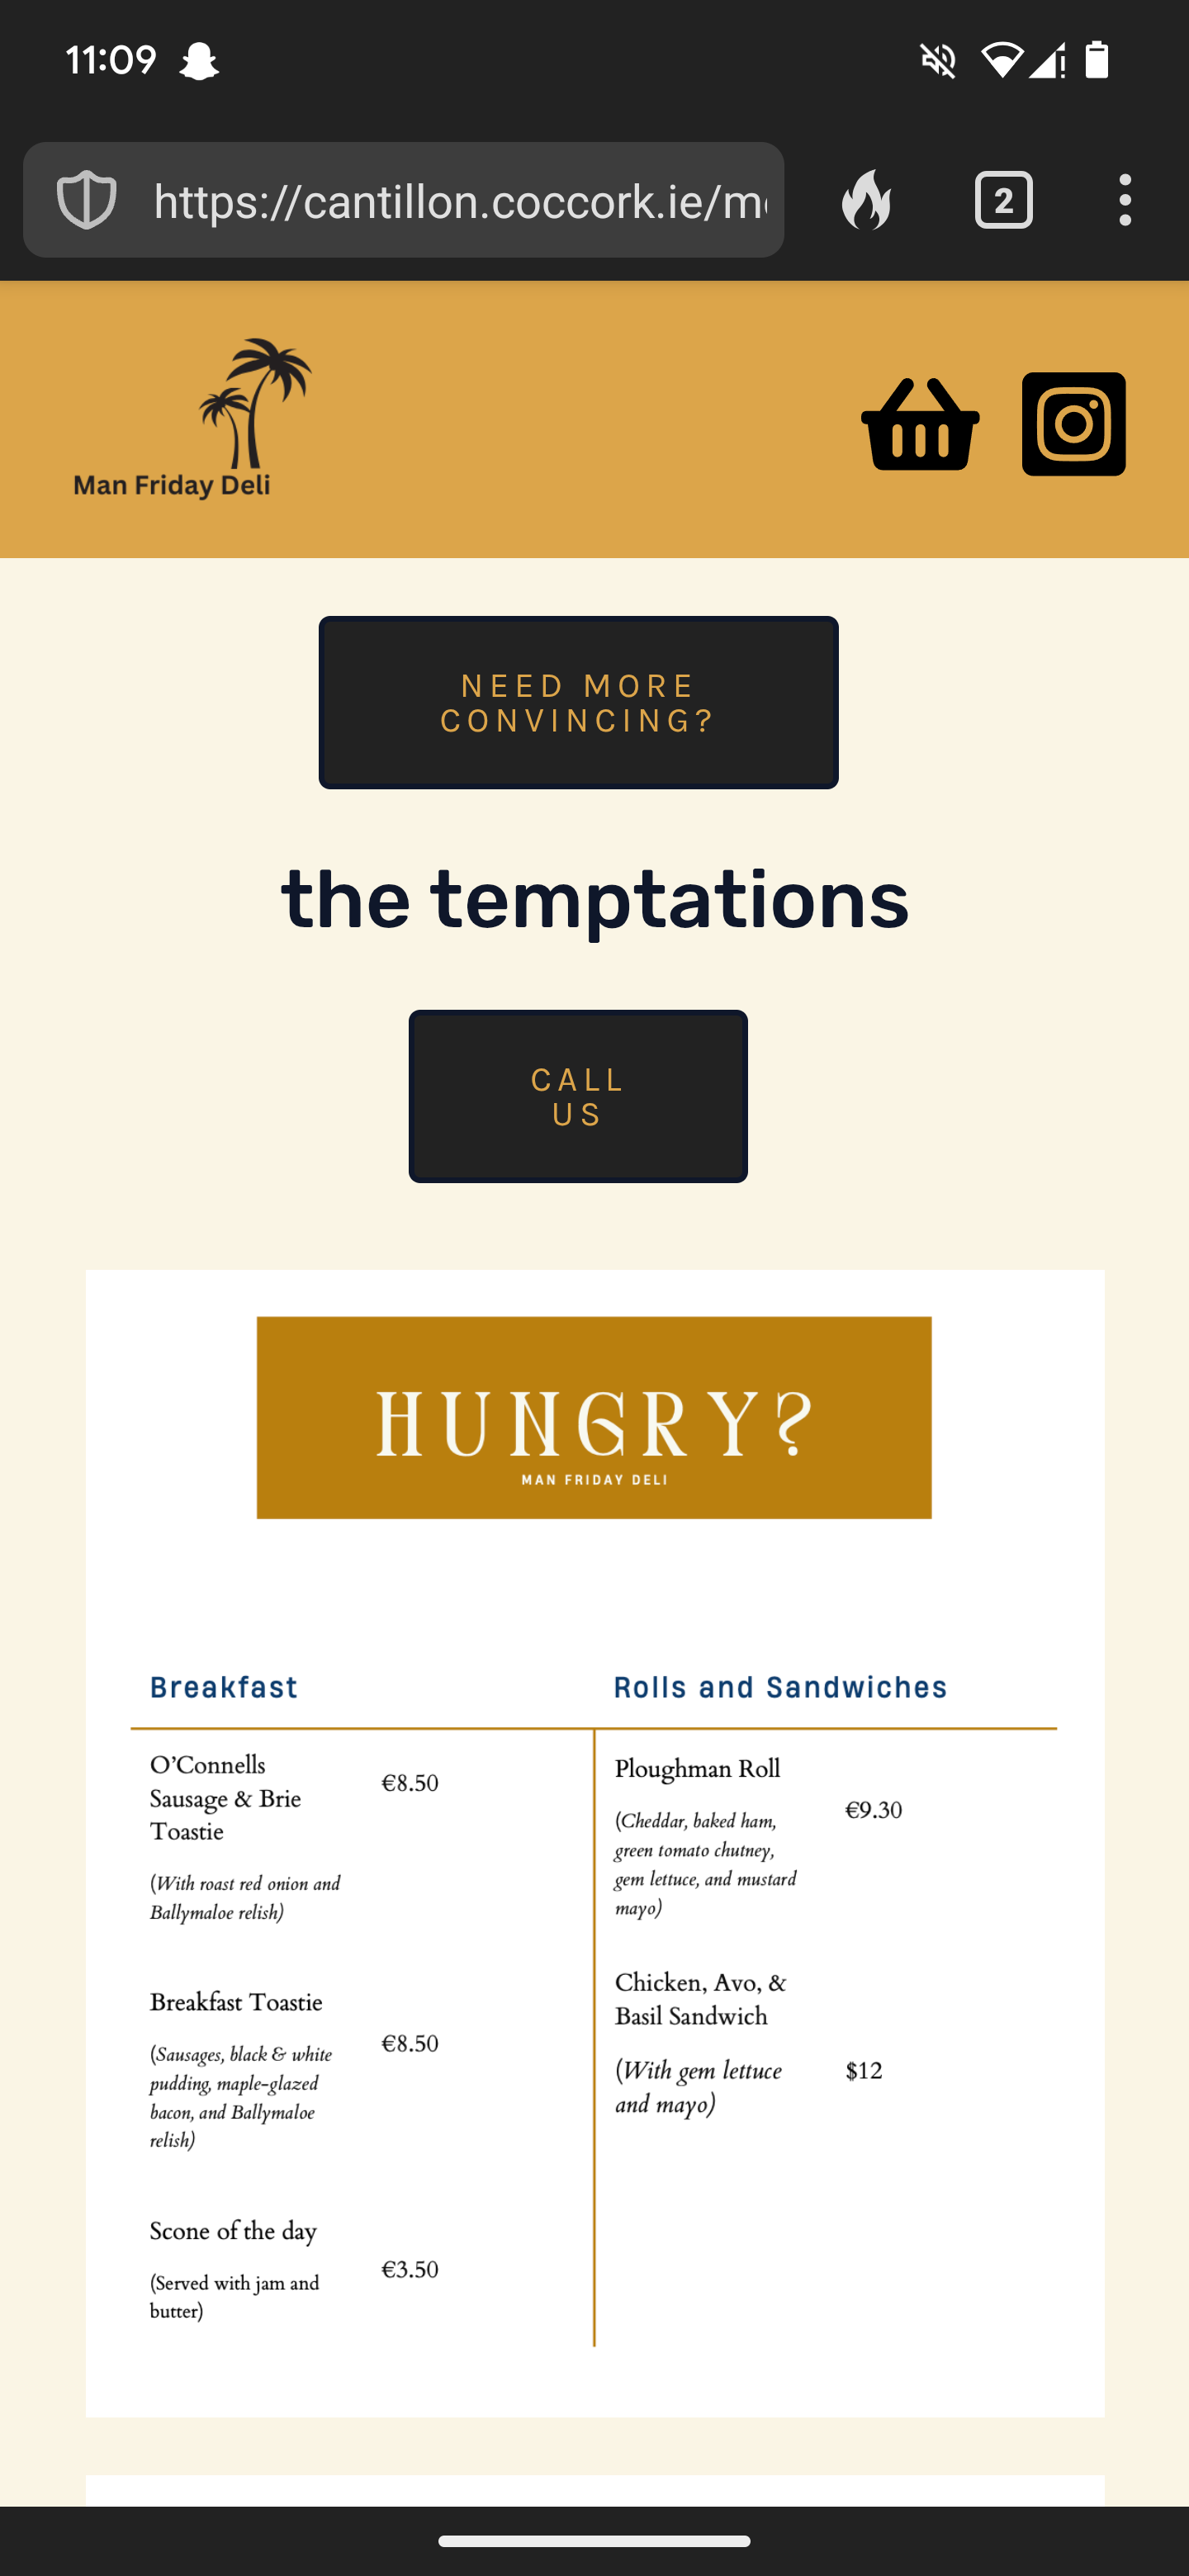 11:09
https://cantillon.coccork.ie/m
2
Man Friday Deli
NEED MORE
CONVINCING?
the temptations
CALL
US
HUNGRY?
MAN FRIDAY DELI
Breakfast
O’Connells
Sausage & Brie
Toastie
€8.50
(With roast red onion and
Ballymaloe relish)
Breakfast Toastie
€8.50
(Sausages, black & white
pudding, maple-glazed
bacon, and Ballymaloe
relish)
Scone of the day
€3.50
(Served with jam and
butter)
Rolls and Sandwiches
Ploughman Roll
€9.30
(Cheddar, baked ham,
green tomato chutney,
gem lettuce, and mustard
mayo)
Chicken, Avo, &
Basil Sandwich
(With gem lettuce
and mayo)
$12